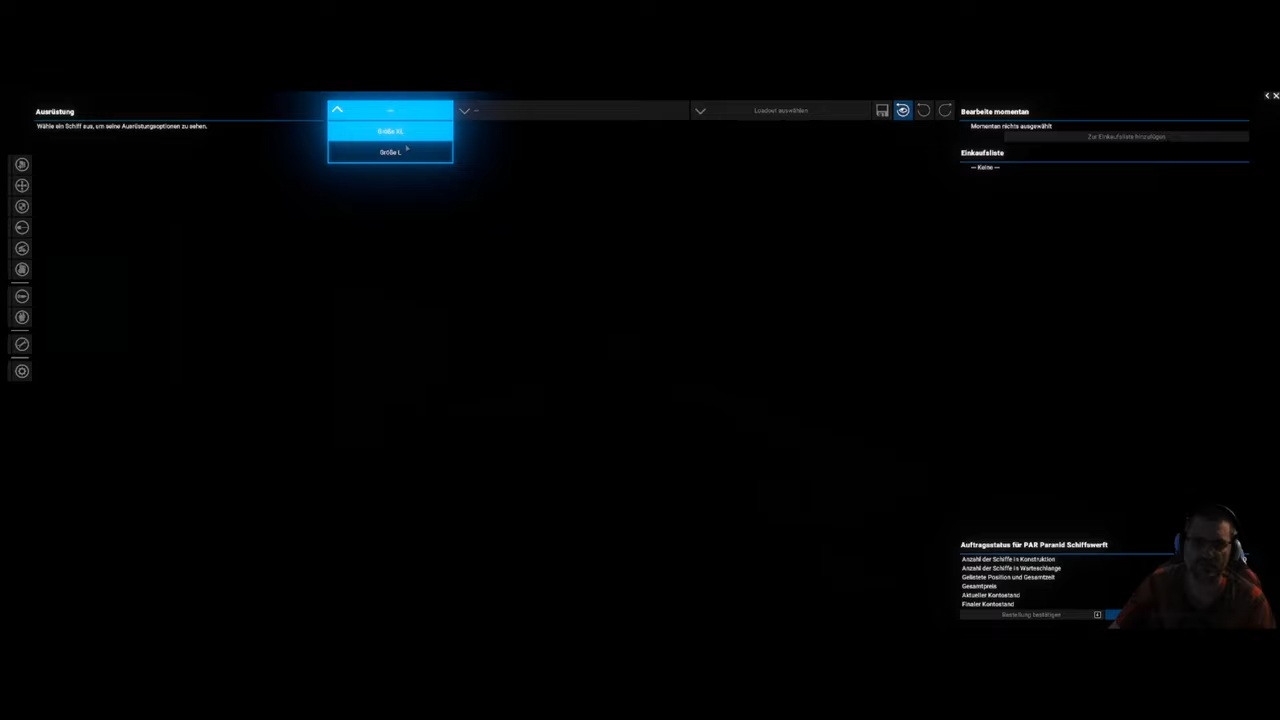 Ausrüstung
Wähle ein Schiff aus, um seine Ausrüstungsoptionen zu sehen.
--
Größe XL
Größe L
--
Loadout auswählen
Bearbeite momentan
Momentan nichts ausgewählt
Zur Einkaufsliste hinzufügen
Einkaufsliste
-- Keine --
Auftragsstatus für PAR Paranid Schiffswerft
Anzahl der Schiffe in Konstruktion
Anzahl der Schiffe in Warteschlange
Gelistete Position und Gesamtzeit
Gesamtpreis
Aktueller Kontostand
Finaler Kontostand
Bestellung bestätigen